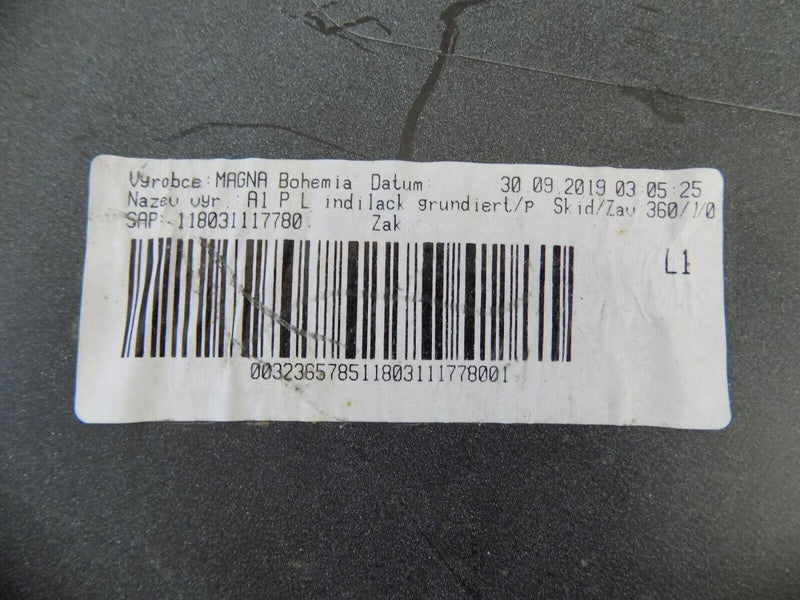 Vyrobce: MAGNA Bohemia Datum: 30.09.2019 03:05:25
Nazev vyr.: A1 P L indilack grundiert/p Skid/Zav 360/1/0
SAP: 118031117780 Zak
L1
0032365785118031117778001